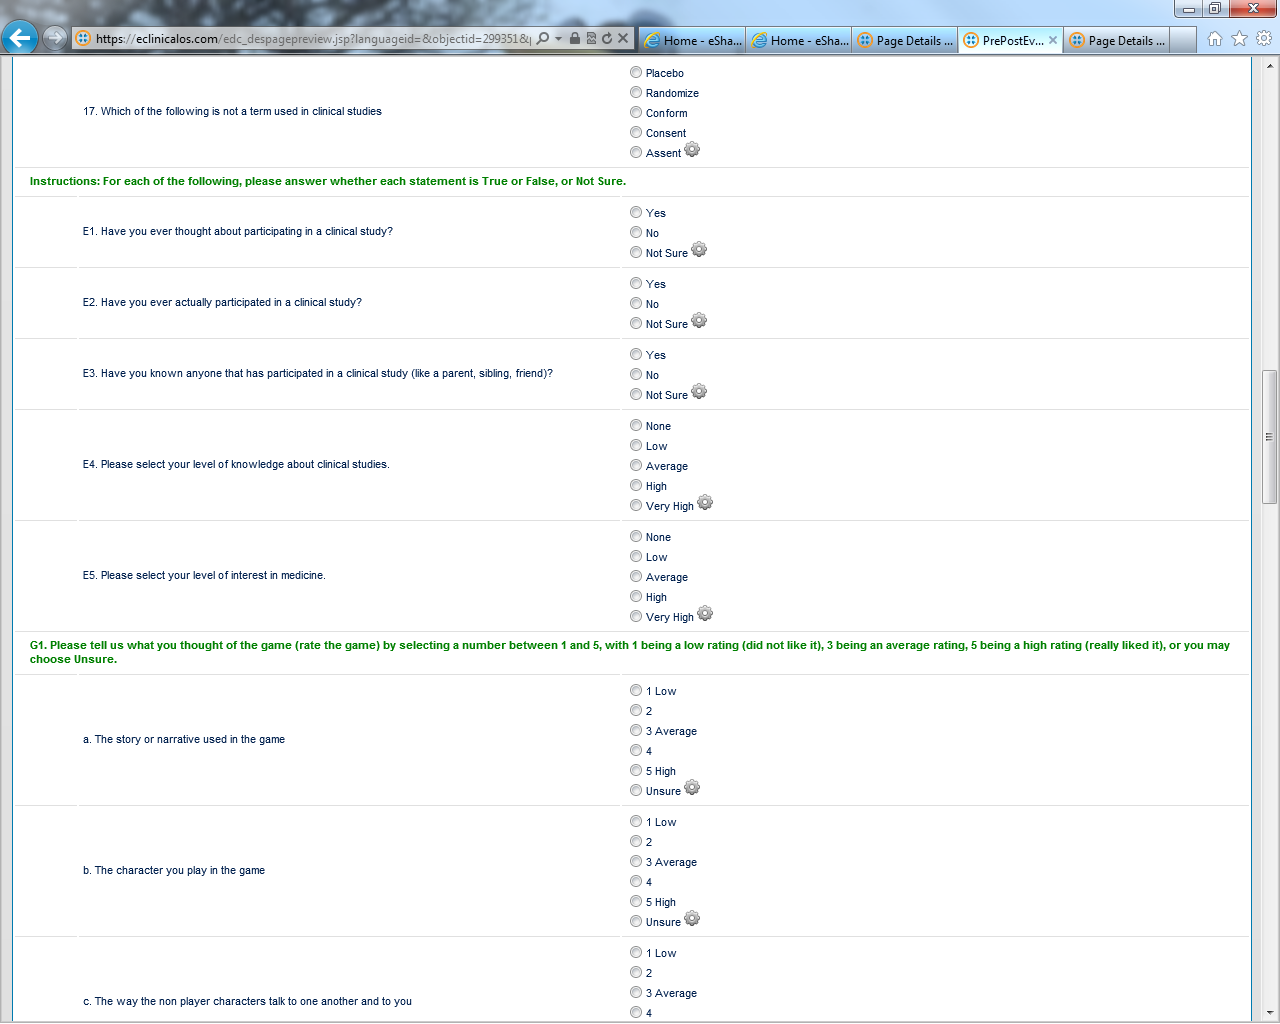 https://eclinicalos.com/edc_despagepreview.jsp?languageid=&objectid=299351&
Home - eSha...
Home - eSha...
Page Details ...
PrePostEv...
Page Details ...
17. Which of the following is not a term used in clinical studies
Placebo
Randomize
Conform
Consent
Assent
Instructions: For each of the following, please answer whether each statement is True or False, or Not Sure.
E1. Have you ever thought about participating in a clinical study?
Yes
No
Not Sure
E2. Have you ever actually participated in a clinical study?
Yes
No
Not Sure
E3. Have you known anyone that has participated in a clinical study (like a parent, sibling, friend)?
Yes
No
Not Sure
E4. Please select your level of knowledge about clinical studies.
None
Low
Average
High
Very High
E5. Please select your level of interest in medicine.
None
Low
Average
High
Very High
G1. Please tell us what you thought of the game (rate the game) by selecting a number between 1 and 5, with 1 being a low rating (did not like it), 3 being an average rating, 5 being a high rating (really liked it), or you may
choose Unsure.
a. The story or narrative used in the game
1 Low
2
3 Average
4
5 High
Unsure
b. The character you play in the game
1 Low
2
3 Average
4
5 High
Unsure
c. The way the non player characters talk to one another and to you
1 Low
2
3 Average
4